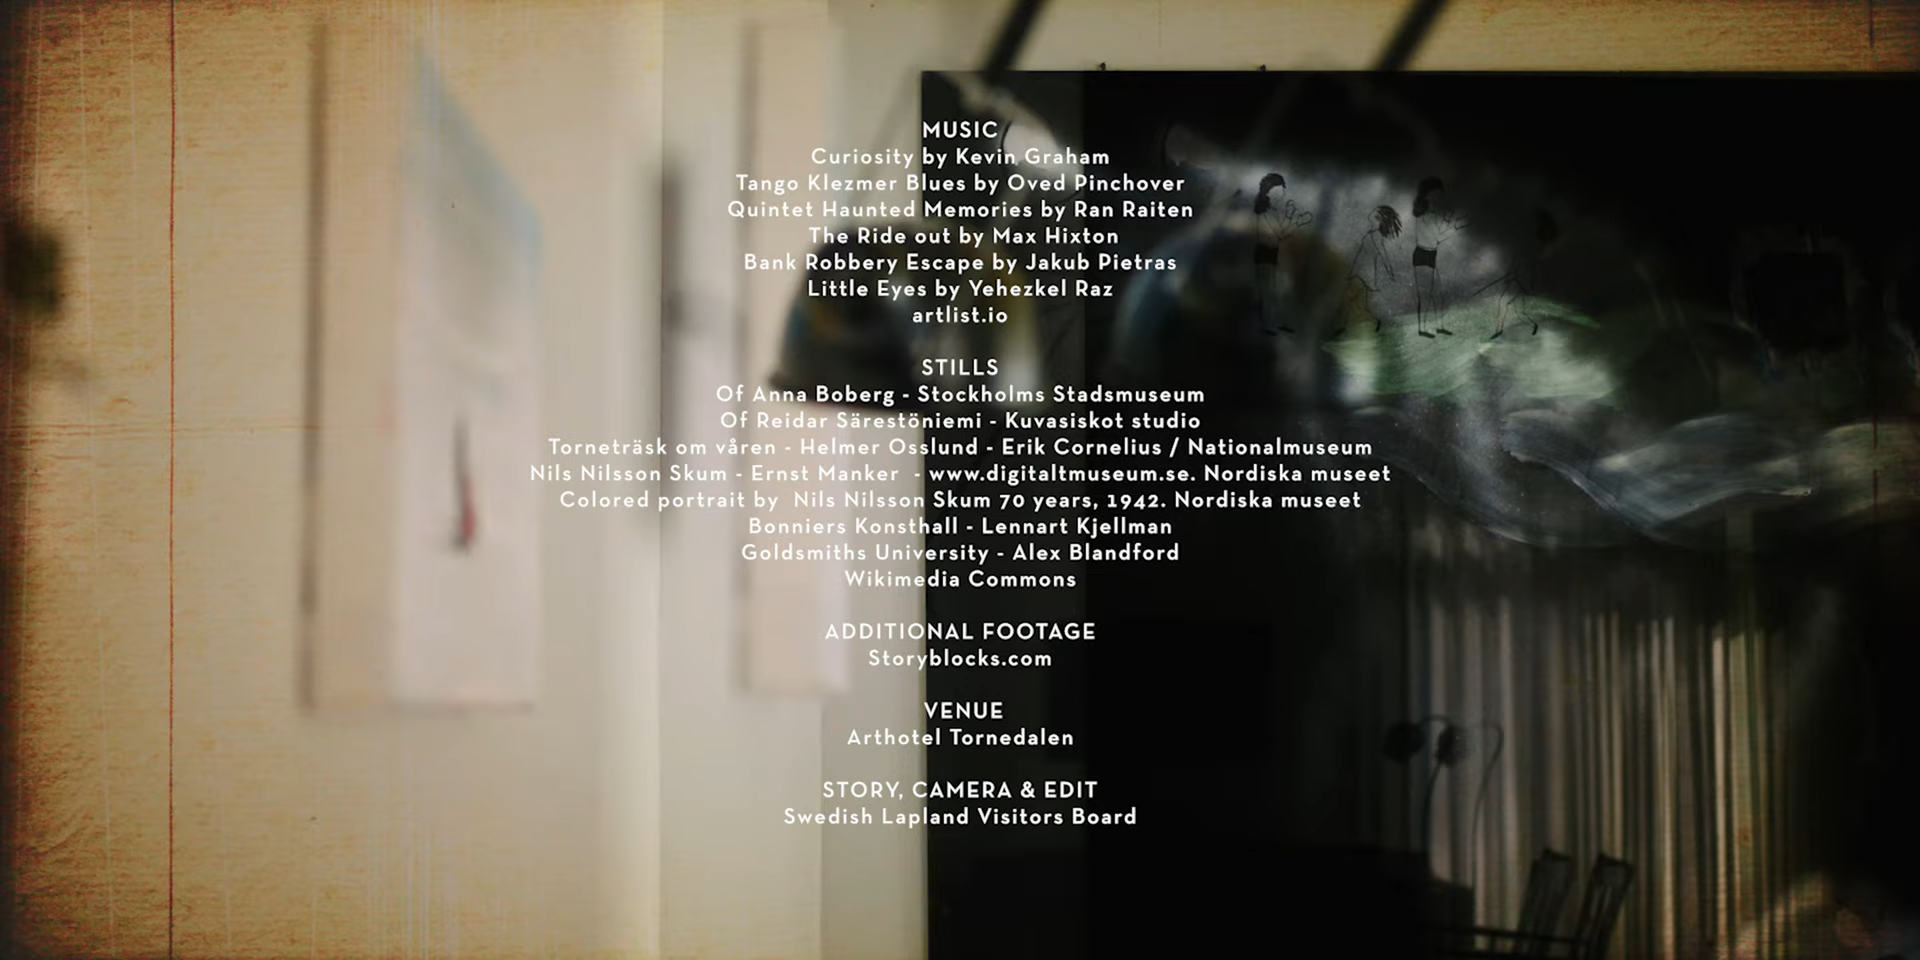 MUSIC
Curiosity by Kevin Graham
Tango Klezmer Blues by Oved Pinchover
Quintet Haunted Memories by Ran Raiten
The Ride out by Max Hixton
Bank Robbery Escape by Jakub Pietras
Little Eyes by Yehezkel Raz
artlist.io
STILLS
Of Anna Boberg - Stockholms Stadsmuseum
Of Reidar Särestöniemi - Kuvasiskot studio
Torneträsk om våren - Helmer Osslund - Erik Cornelius / Nationalmuseum
Nils Nilsson Skum - Ernst Manker  - www.digitaltmuseum.se. Nordiska museet
Colored portrait by  Nils Nilsson Skum 70 years, 1942. Nordiska museet
Bonniers Konsthall - Lennart Kjellman
Goldsmiths University - Alex Blandford
Wikimedia Commons
ADDITIONAL FOOTAGE
Storyblocks.com
VENUE
Arthotel Tornedalen
STORY, CAMERA & EDIT
Swedish Lapland Visitors Board